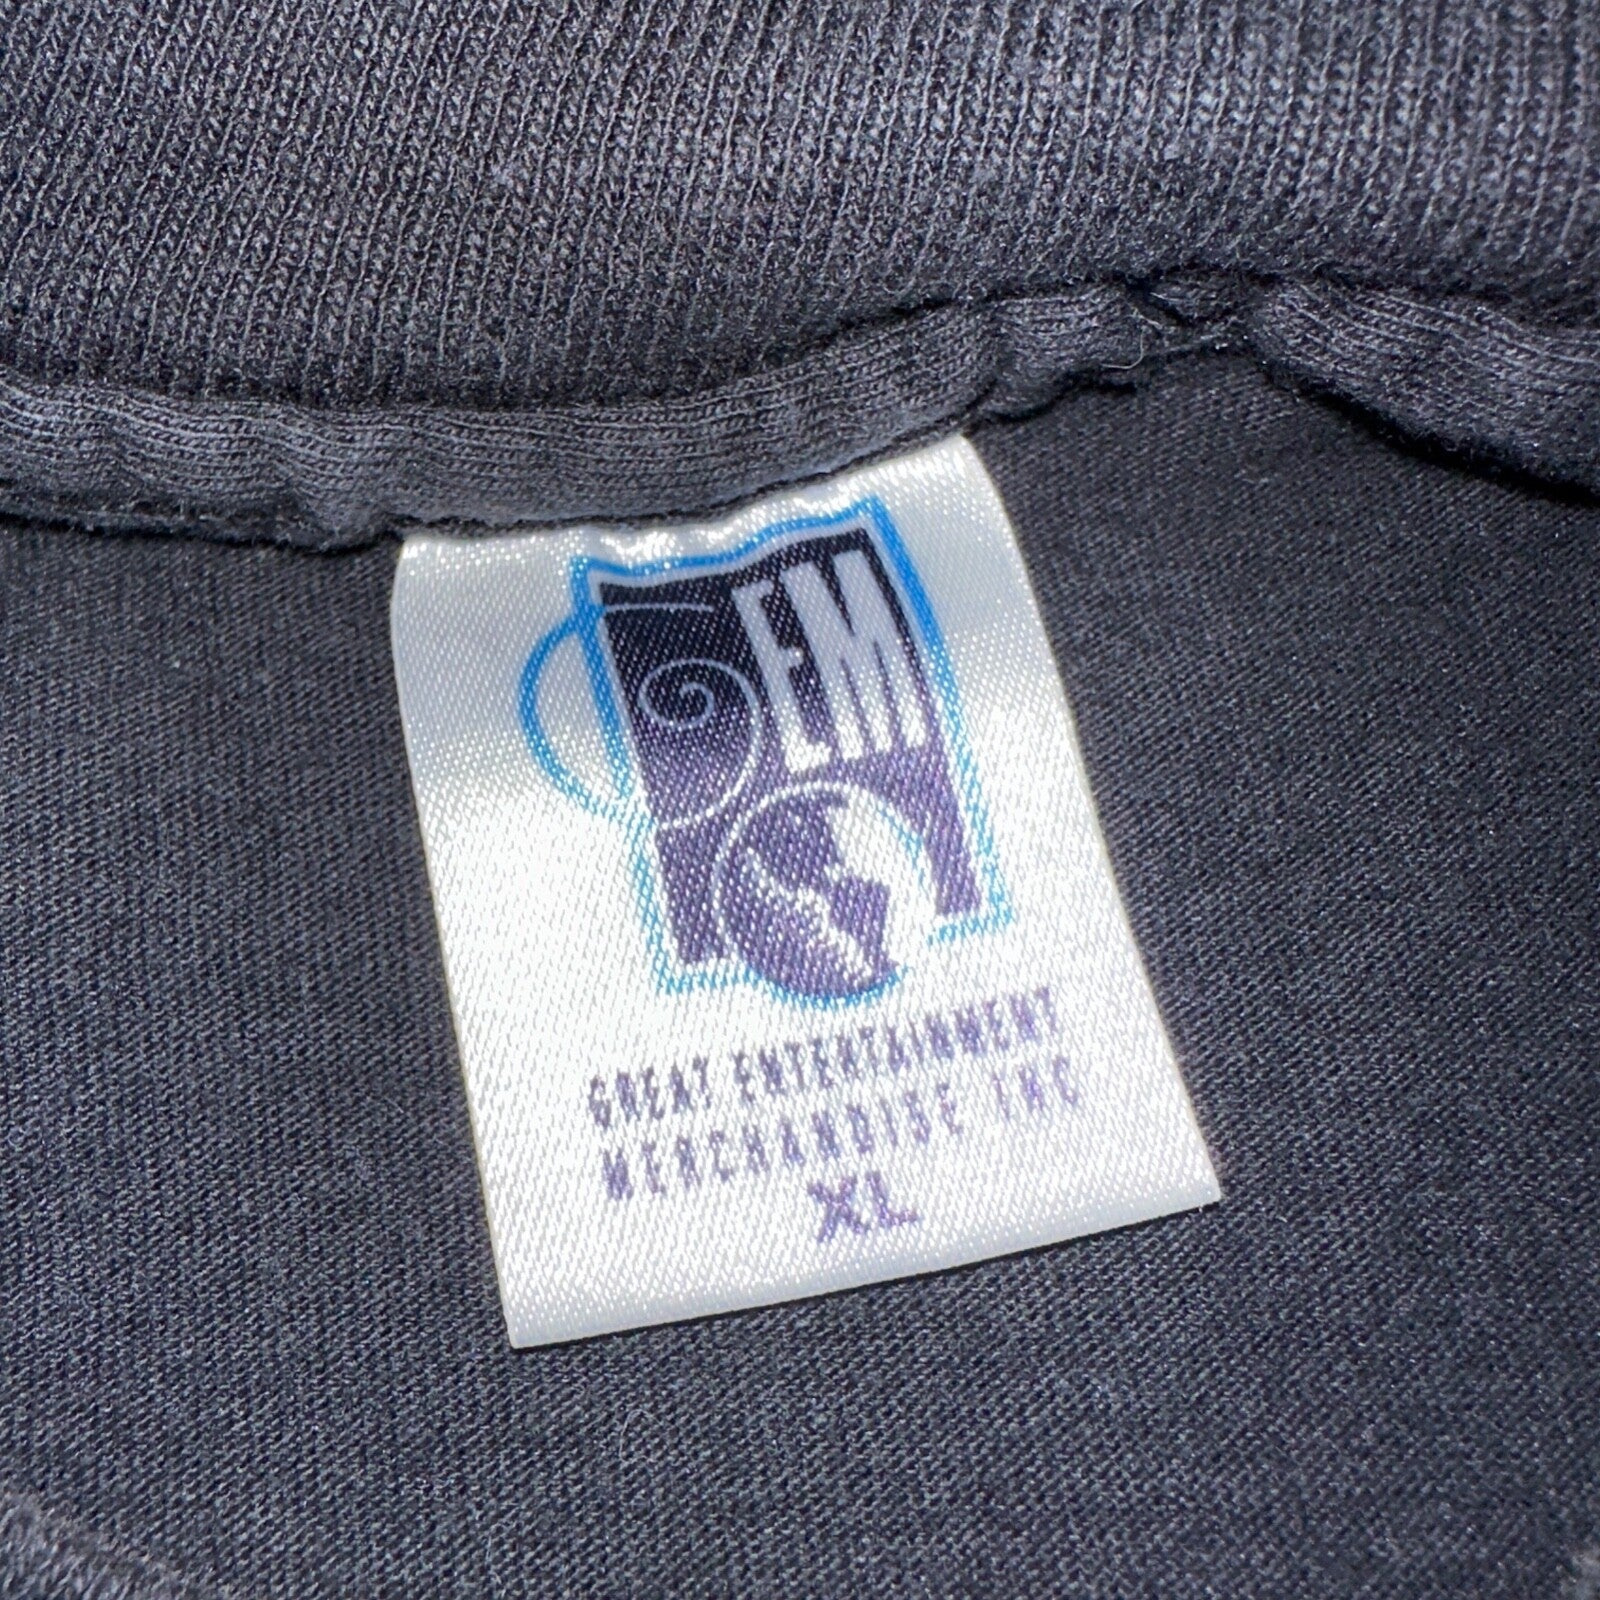 GEM
GREAT ENTERTAINMENT
MERCHANDISE INC
XL